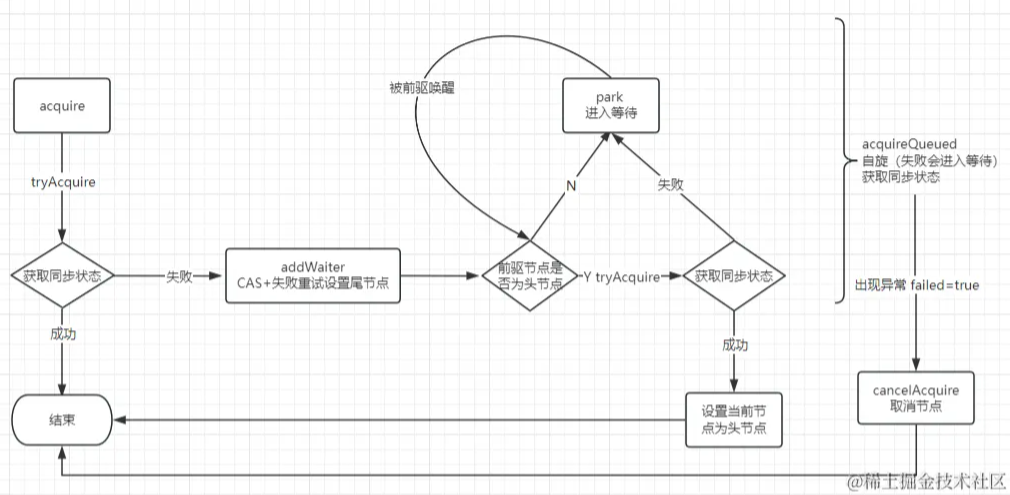 acquire
tryAcquire
获取同步状态
失败
成功
结束
addWaiter
CAS+失败重试设置尾节点
被前驱唤醒
park
进入等待
N
失败
前驱节点是
否为头节点
Y tryAcquire
获取同步状态
成功
设置当前节
点为头节点
acquireQueued
自旋（失败会进入等待）
获取同步状态
出现异常 failed=true
cancelAcquire
取消节点
@稀土掘金技术社区